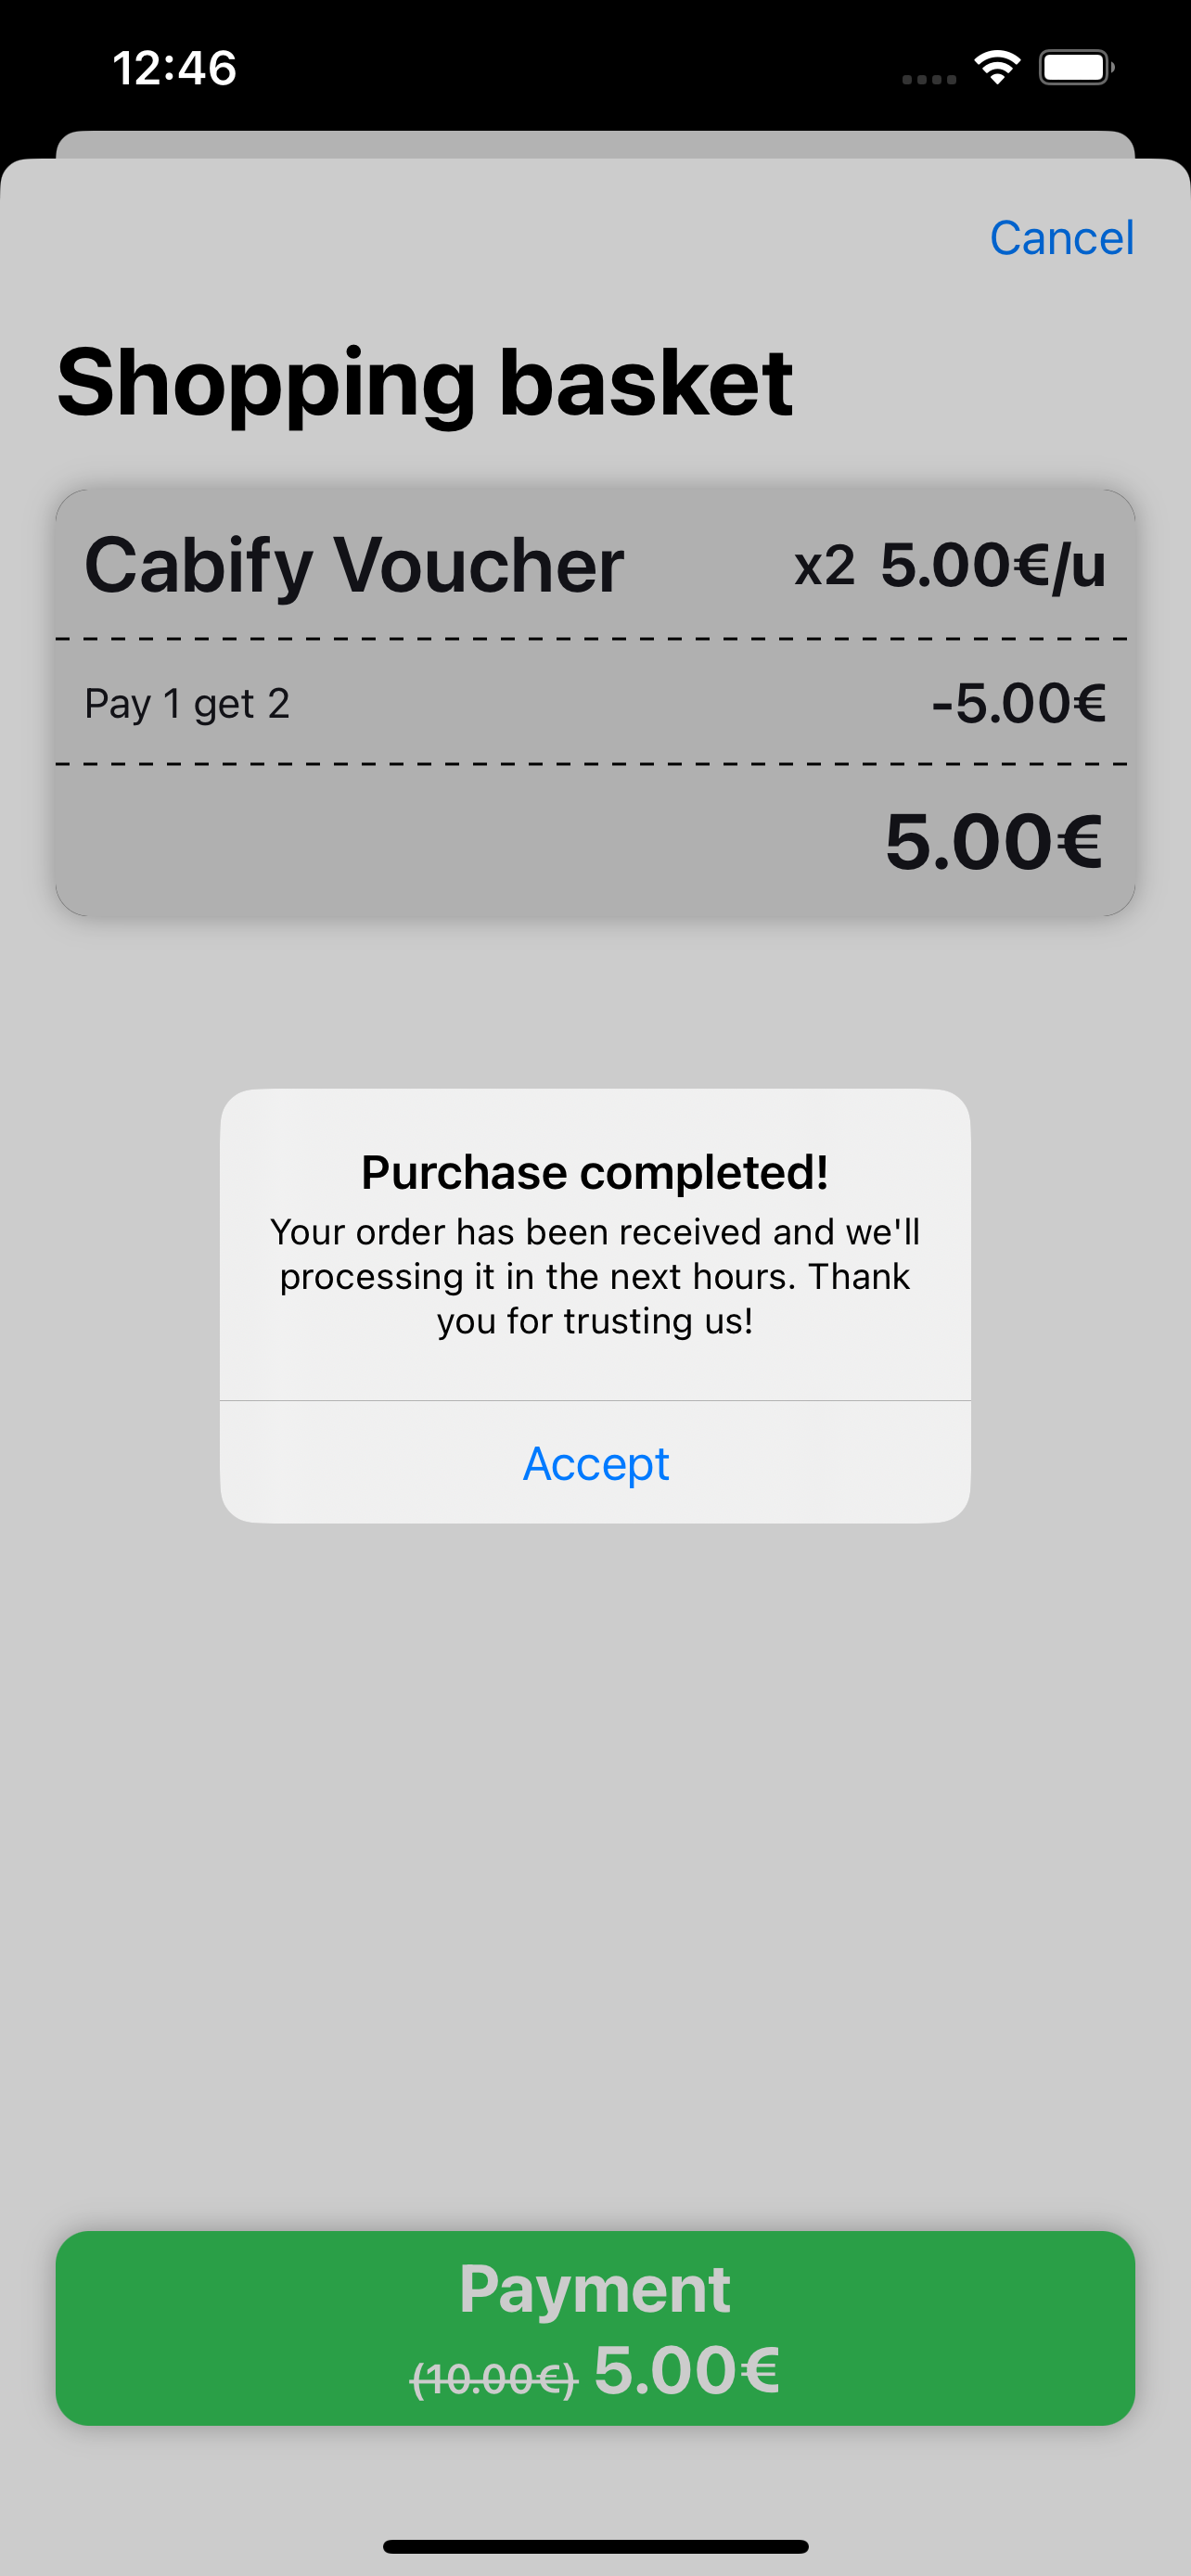 12:46
Cancel
Shopping basket
Cabify Voucher x2 5.00€/u
Pay 1 get 2 -5.00€
5.00€
Purchase completed!
Your order has been received and we'll
processing it in the next hours. Thank
you for trusting us!
Accept
Payment
(10.00€) 5.00€